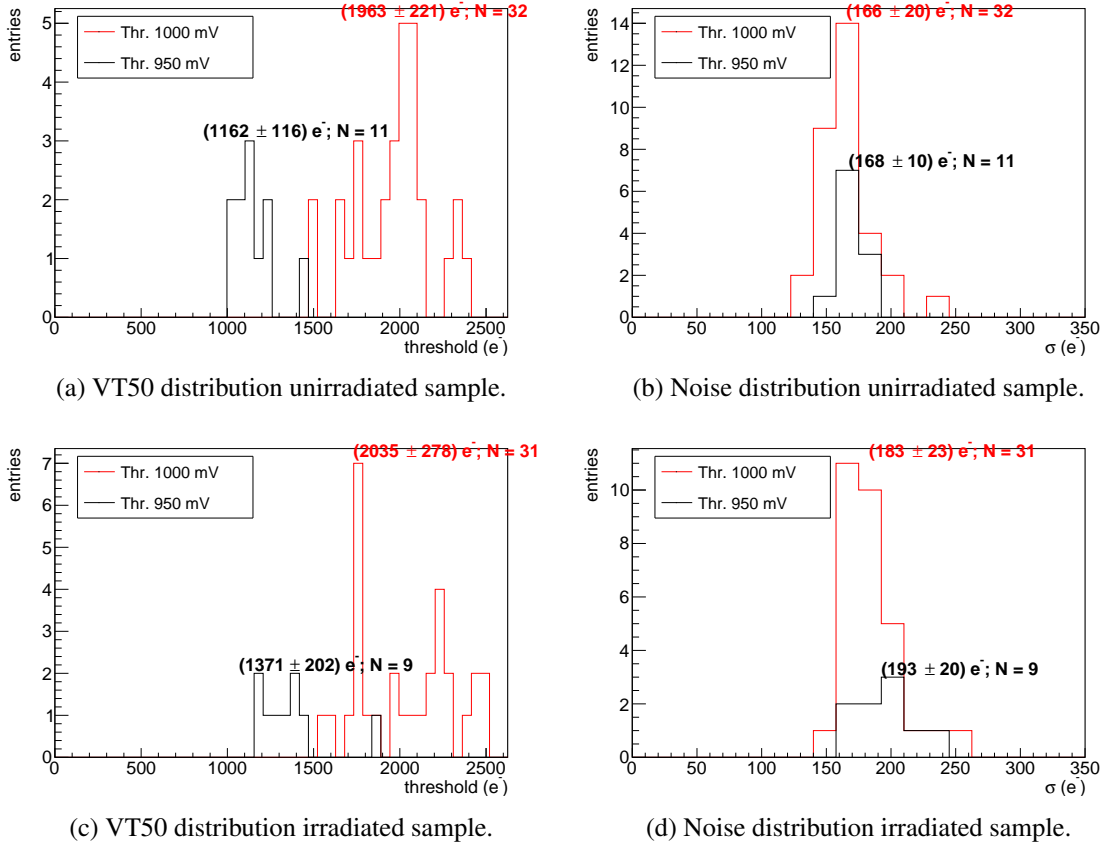 (1963 ± 221) e⁻; N = 32
entries
Thr. 1000 mV
Thr. 950 mV
(1162 ± 116) e⁻; N = 11
5
4
3
2
1
0
0 500 1000 1500 2000 2500
threshold (e⁻)
(a) VT50 distribution unirradiated sample.
(166 ± 20) e⁻; N = 32
entries
Thr. 1000 mV
Thr. 950 mV
(168 ± 10) e⁻; N = 11
14
12
10
8
6
4
2
0
0 50 100 150 200 250 300 350
σ (e⁻)
(b) Noise distribution unirradiated sample.
(2035 ± 278) e⁻; N = 31
entries
Thr. 1000 mV
Thr. 950 mV
(1371 ± 202) e⁻; N = 9
7
6
5
4
3
2
1
0
0 500 1000 1500 2000 2500
threshold (e⁻)
(c) VT50 distribution irradiated sample.
(183 ± 23) e⁻; N = 31
entries
Thr. 1000 mV
Thr. 950 mV
(193 ± 20) e⁻; N = 9
10
8
6
4
2
0
0 50 100 150 200 250 300 350
σ (e⁻)
(d) Noise distribution irradiated sample.